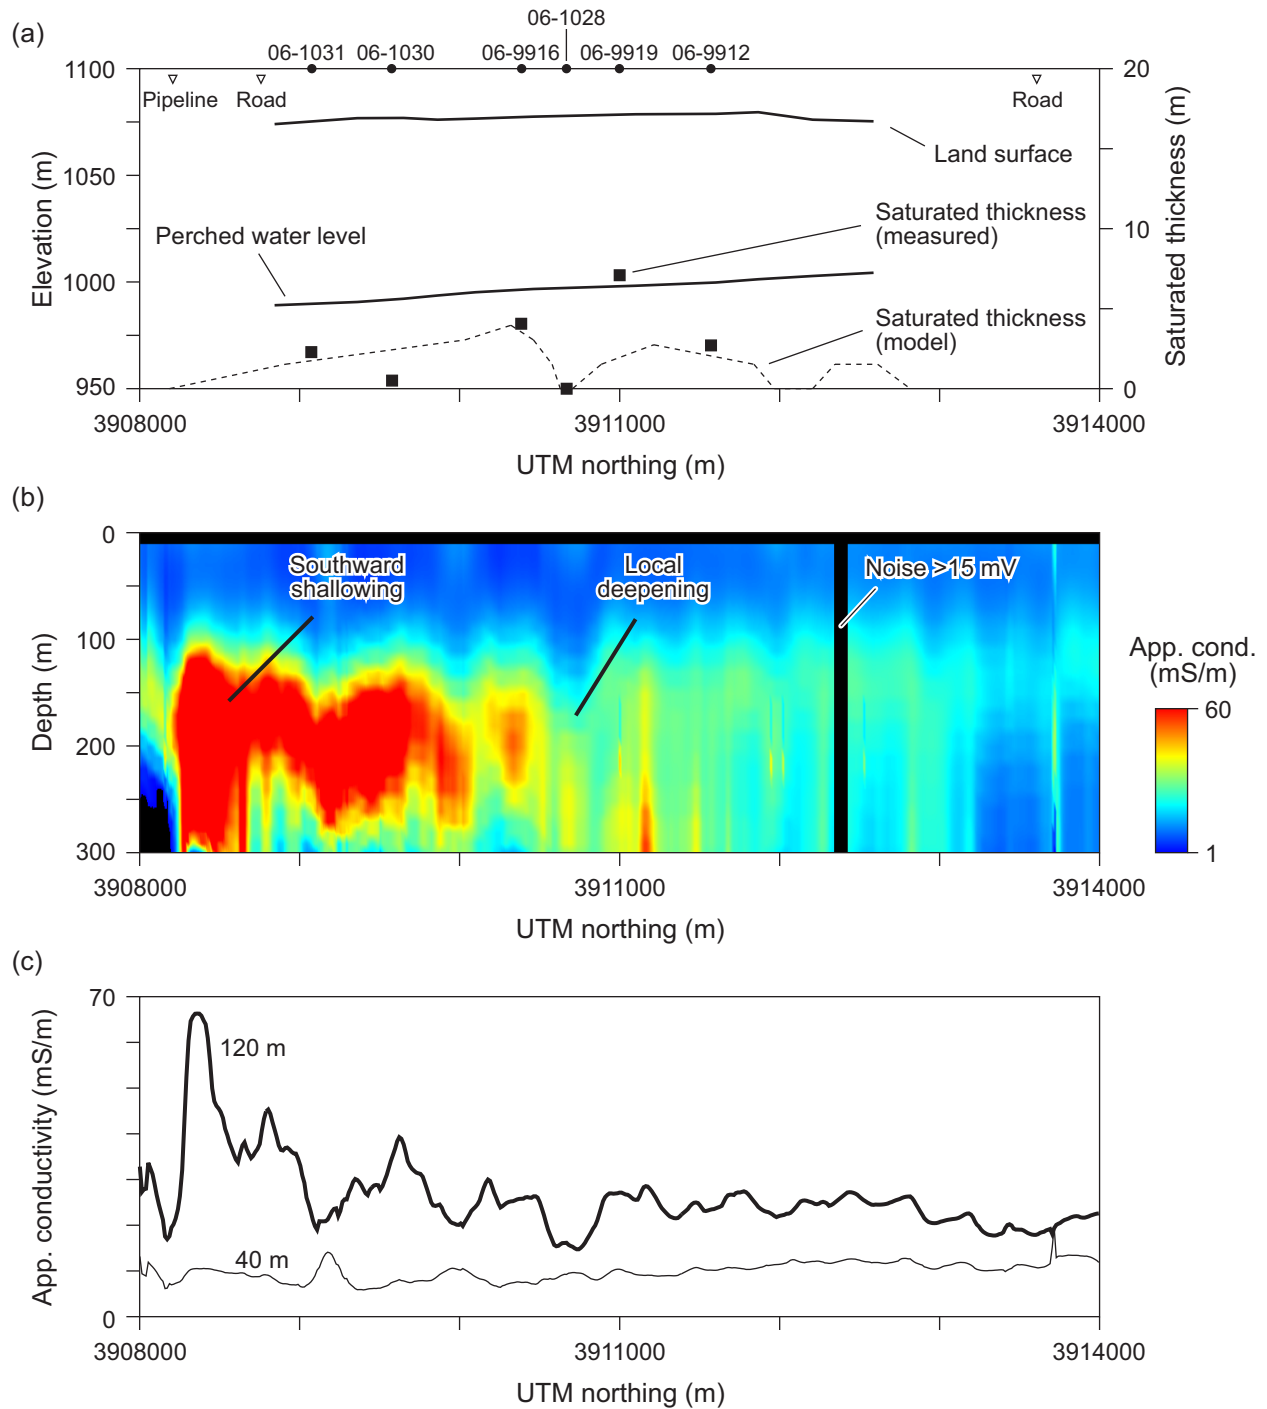 (a)
06-1028
06-1031 06-1030 06-9916 06-9919 06-9912
1100
20
Pipeline
Road
Road
Land surface
1050
Saturated thickness
(measured)
10
Perched water level
1000
Saturated thickness
(model)
950
0
Elevation (m)
Saturated thickness (m)
3908000
3911000
3914000
UTM northing (m)
(b)
0
Southward
shallowing
Local
deepening
Noise >15 mV
100
200
300
Depth (m)
App. cond.
(mS/m)
60
1
3908000
3911000
3914000
UTM northing (m)
(c)
70
120 m
40 m
0
App. conductivity (mS/m)
3908000
3911000
3914000
UTM northing (m)